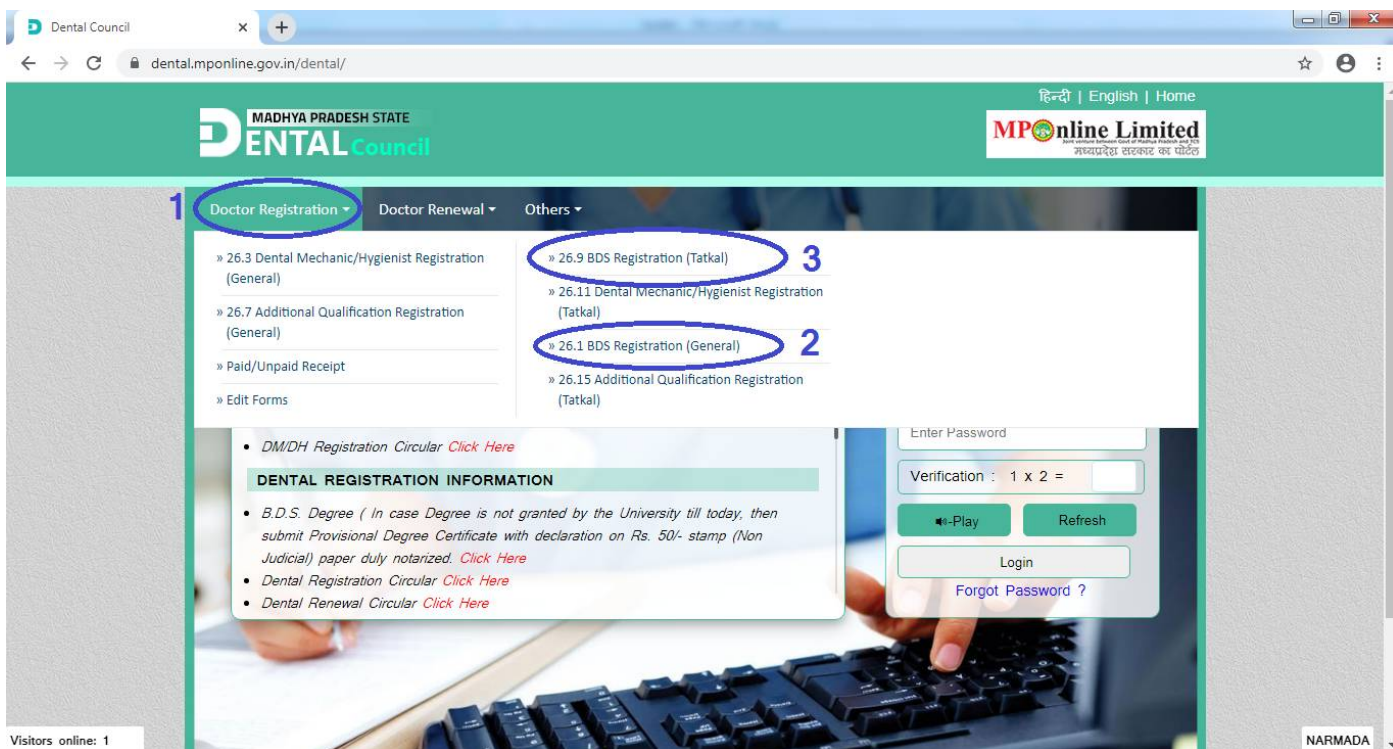 Dental Council
dental.mponline.gov.in/dental/
हिन्दी | English | Home
MADHYA PRADESH STATE
DENTAL Council
MPOnline Limited
मध्यप्रदेश सरकार का पोर्टल
1
Doctor Registration
Doctor Renewal
Others
» 26.3 Dental Mechanic/Hygienist Registration
(General)
» 26.7 Additional Qualification Registration
(General)
» Paid/Unpaid Receipt
» Edit Forms
» 26.9 BDS Registration (Tatkal)
3
» 26.11 Dental Mechanic/Hygienist Registration
(Tatkal)
» 26.1 BDS Registration (General)
2
» 26.15 Additional Qualification Registration
(Tatkal)
• DM/DH Registration Circular Click Here
DENTAL REGISTRATION INFORMATION
• B.D.S. Degree ( In case Degree is not granted by the University till today, then
submit Provisional Degree Certificate with declaration on Rs. 50/- stamp (Non
Judicial) paper duly notarized. Click Here
• Dental Registration Circular Click Here
• Dental Renewal Circular Click Here
Enter Password
Verification : 1 x 2 =
-Play
Refresh
Login
Forgot Password ?
Visitors online: 1
NARMADA